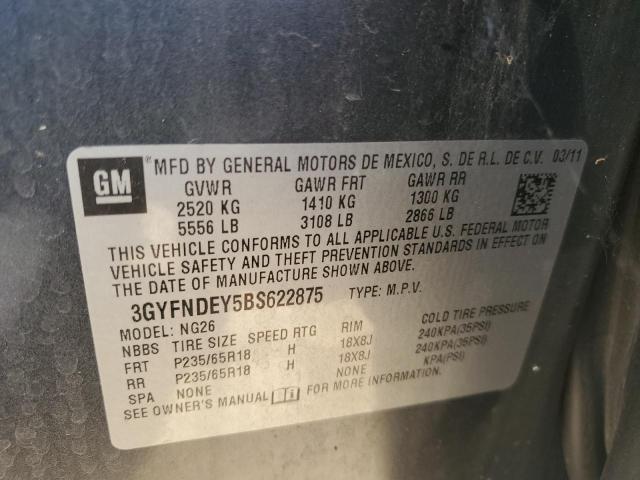 GM ® MFD BY GENERAL MOTORS DE MEXICO, S. DE R.L. DE C.V. 03/11
GVWR GAWR FRT GAWR RR
2520 KG 1410 KG 1300 KG
5556 LB 3108 LB 2866 LB
THIS VEHICLE CONFORMS TO ALL APPLICABLE U.S. FEDERAL MOTOR
VEHICLE SAFETY AND THEFT PREVENTION STANDARDS IN EFFECT ON
THE DATE OF MANUFACTURE SHOWN ABOVE.
3GYFNDEY5BS622875 TYPE: M.P.V.
MODEL: NG26
NBBS TIRE SIZE SPEED RTG RIM COLD TIRE PRESSURE
FRT P235/65R18 H 18X8J 240KPA(35PSI)
RR P235/65R18 H 18X8J 240KPA(35PSI)
SPA NONE NONE KPA(PSI)
SEE OWNER'S MANUAL FOR MORE INFORMATION.